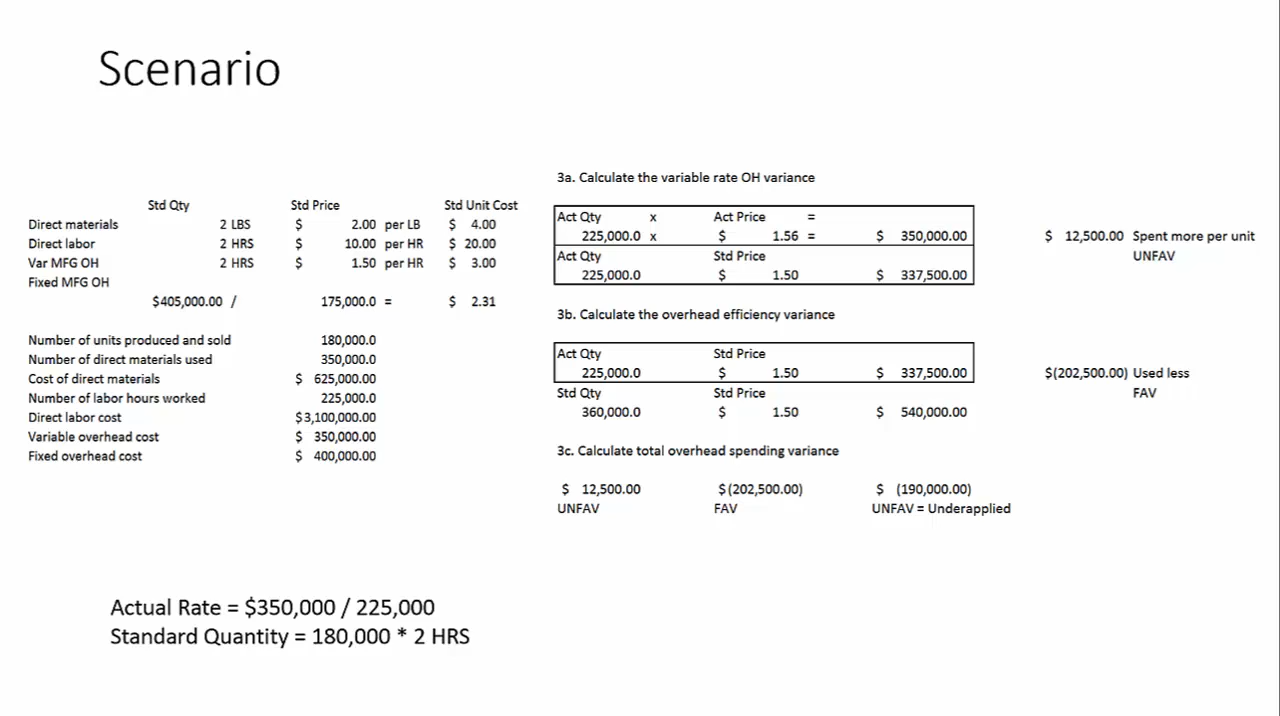 Scenario
Std Qty Std Price Std Unit Cost
Direct materials 2 LBS $ 2.00 per LB $ 4.00
Direct labor 2 HRS $ 10.00 per HR $ 20.00
Var MFG OH 2 HRS $ 1.50 per HR $ 3.00
Fixed MFG OH
$405,000.00 / 175,000.0 = $ 2.31
Number of units produced and sold 180,000.0
Number of direct materials used 350,000.0
Cost of direct materials $ 625,000.00
Number of labor hours worked 225,000.0
Direct labor cost $3,100,000.00
Variable overhead cost $ 350,000.00
Fixed overhead cost $ 400,000.00
3a. Calculate the variable rate OH variance
Act Qty x Act Price =
225,000.0 x $ 1.56 = $ 350,000.00 $ 12,500.00 Spent more per unit
Act Qty Std Price UNFAV
225,000.0 $ 1.50 $ 337,500.00
3b. Calculate the overhead efficiency variance
Act Qty Std Price
225,000.0 $ 1.50 $ 337,500.00 $(202,500.00) Used less
Std Qty Std Price FAV
360,000.0 $ 1.50 $ 540,000.00
3c. Calculate total overhead spending variance
$ 12,500.00 $(202,500.00) $ (190,000.00)
UNFAV FAV UNFAV = Underapplied
Actual Rate = $350,000 / 225,000
Standard Quantity = 180,000 * 2 HRS